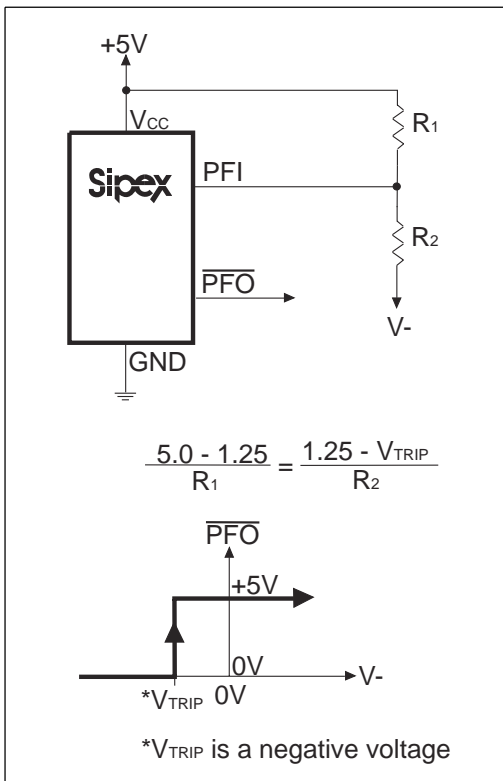 +5V
VCC
R1
Sipex
PFI
R2
PFO
V-
GND
5.0 - 1.25 = 1.25 - VTRIP
R1 R2
PFO
+5V
0V
V-
*VTRIP 0V
*VTRIP is a negative voltage